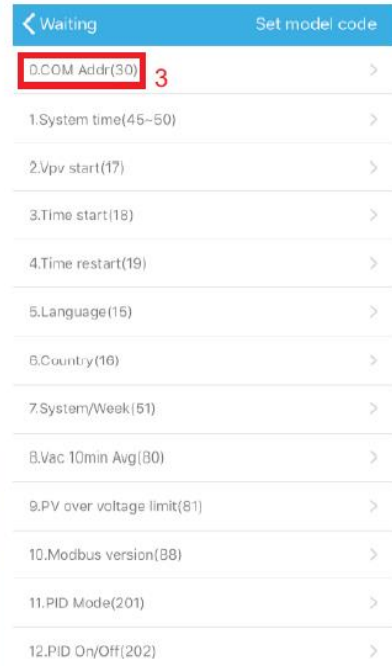 Waiting Set model code
0.COM Addr(30)
3
1.System time(45~50)
2.Vpv start(17)
3.Time start(18)
4.Time restart(19)
5.Language(15)
6.Country(16)
7.System/Week(51)
8.Vac 10min Avg(80)
9.PV over voltage limit(81)
10.Modbus version(88)
11.PID Mode(201)
12.PID On/Off(202)